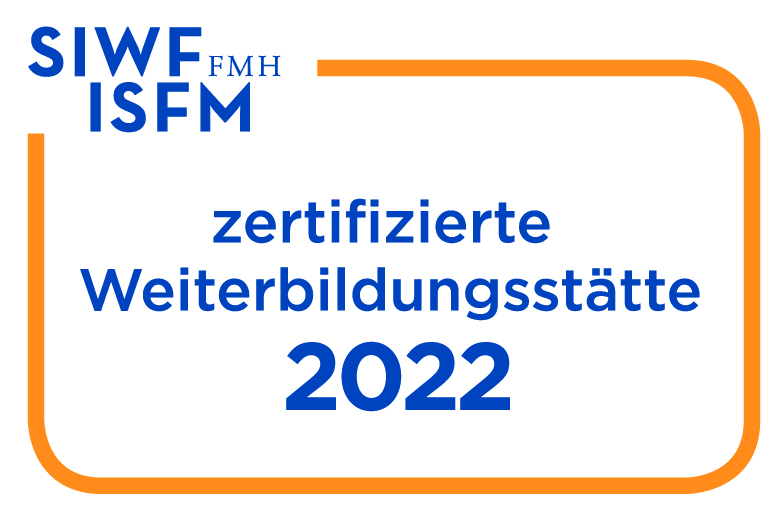 SIWF FMH
ISFM
zertifizierte
Weiterbildungsstätte
2022